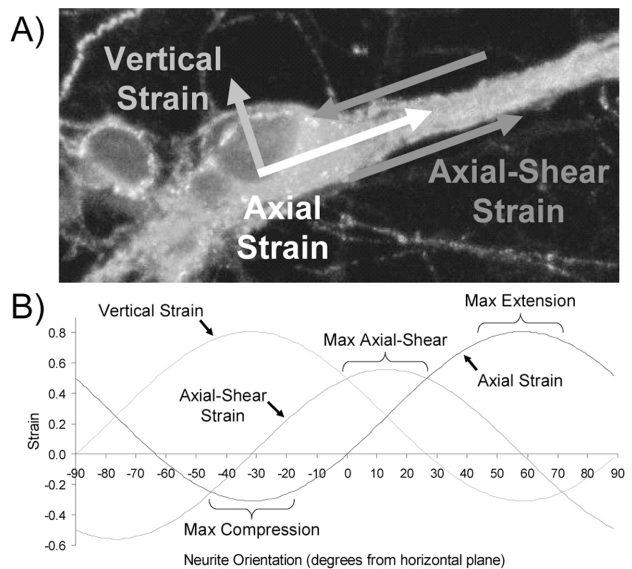 A)
Vertical
Strain
Axial
Strain
Axial-Shear
Strain
B)
Max Extension
Vertical Strain
Max Axial-Shear
Axial-Shear
Strain
Axial Strain
Strain
0.8
0.6
0.4
0.2
0.0
-0.2
-0.4
-0.6
-90 -80 -70 -60 -50 -40 -30 -20 -10 0 10 20 30 40 50 60 70 80 90
Max Compression
Neurite Orientation (degrees from horizontal plane)